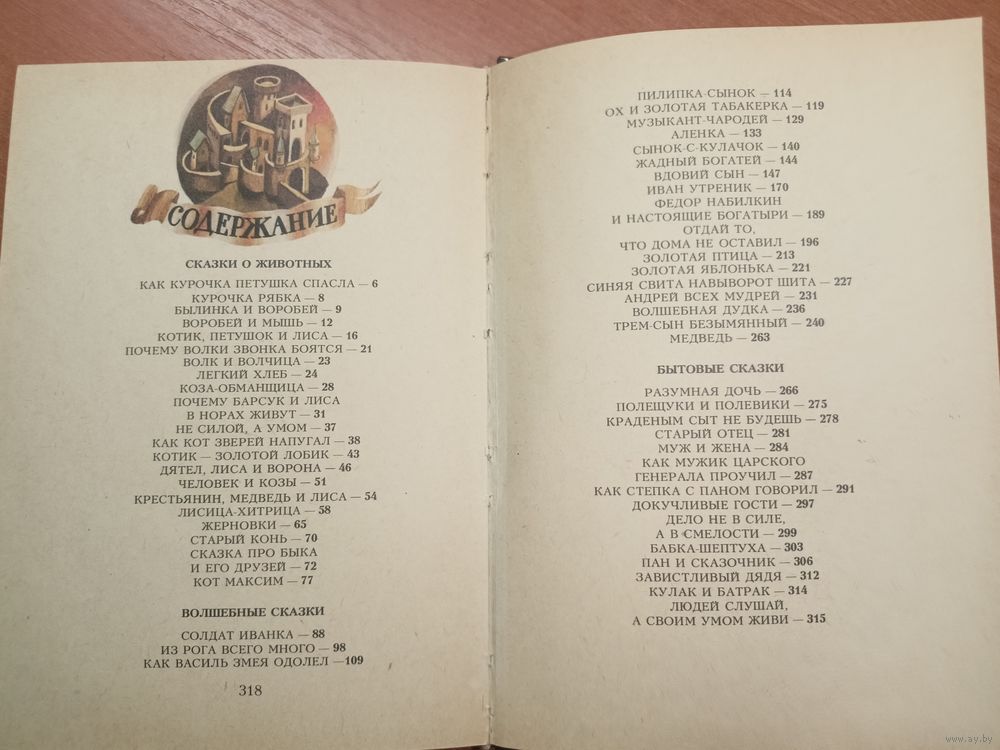 СОДЕРЖАНИЕ
СКАЗКИ О ЖИВОТНЫХ
КАК КУРОЧКА ПЕТУШКА СПАСЛА — 6
КУРОЧКА РЯБКА — 8
БЫЛИНКА И ВОРОБЕЙ — 9
ВОРОБЕЙ И МЫШЬ — 12
КОТИК, ПЕТУШОК И ЛИСА — 16
ПОЧЕМУ ВОЛКИ ЗВОНКА БОЯТСЯ — 21
ВОЛК И ВОЛЧИЦА — 23
ЛЕГКИЙ ХЛЕБ — 24
КОЗА-ОБМАНЩИЦА — 28
ПОЧЕМУ БАРСУК И ЛИСА
В НОРАХ ЖИВУТ — 31
НЕ СИЛОЙ, А УМОМ — 37
КАК КОТ ЗВЕРЕЙ НАПУГАЛ — 38
КОТИК — ЗОЛОТОЙ ЛОБИК — 43
ДЯТЕЛ, ЛИСА И ВОРОНА — 46
ЧЕЛОВЕК И КОЗЫ — 51
КРЕСТЬЯНИН, МЕДВЕДЬ И ЛИСА — 54
ЛИСИЦА-ХИТРИЦА — 58
ЖЕРНОВКИ — 65
СТАРЫЙ КОНЬ — 70
СКАЗКА ПРО БЫКА
И ЕГО ДРУЗЕЙ — 72
КОТ МАКСИМ — 77
ВОЛШЕБНЫЕ СКАЗКИ
СОЛДАТ ИВАНКА — 88
ИЗ РОГА ВСЕГО МНОГО — 98
КАК ВАСИЛЬ ЗМЕЯ ОДОЛЕЛ —109
318
ПИЛИПКА-СЫНОК — 114
ОХ И ЗОЛОТАЯ ТАБАКЕРКА — 119
МУЗЫКАНТ-ЧАРОДЕЙ — 129
АЛЕНКА — 133
СЫНОК-С-КУЛАЧОК — 140
ЖАДНЫЙ БОГАТЕЙ — 144
ВДОВИЙ СЫН — 147
ИВАН УТРЕНИК — 170
ФЕДОР НАБИЛКИН
И НАСТОЯЩИЕ БОГАТЫРИ — 189
ОТДАЙ ТО,
ЧТО ДОМА НЕ ОСТАВИЛ — 196
ЗОЛОТАЯ ПТИЦА — 213
ЗОЛОТАЯ ЯБЛОНЬКА — 221
СИНЯЯ СВИТА НАВЫВОРОТ ШИТА — 227
АНДРЕЙ ВСЕХ МУДРЕЙ — 231
ВОЛШЕБНАЯ ДУДКА — 236
ТРЕМ-СЫН БЕЗЫМЯННЫЙ — 240
МЕДВЕДЬ — 263
БЫТОВЫЕ СКАЗКИ
РАЗУМНАЯ ДОЧЬ — 266
ПОЛЕЩУКИ И ПОЛЕВИКИ — 275
КРАДЕНЫМ СЫТ НЕ БУДЕШЬ — 278
СТАРЫЙ ОТЕЦ — 281
МУЖ И ЖЕНА — 284
КАК МУЖИК ЦАРСКОГО
ГЕНЕРАЛА ПРОУЧИЛ — 287
КАК СТЕПКА С ПАНОМ ГОВОРИЛ — 291
ДОКУЧЛИВЫЕ ГОСТИ — 297
ДЕЛО НЕ В СИЛЕ,
А В СМЕЛОСТИ — 299
БАБКА-ШЕПТУХА — 303
ПАН И СКАЗОЧНИК — 306
ЗАВИСТЛИВЫЙ ДЯДЯ — 312
КУЛАК И БАТРАК — 314
ЛЮДЕЙ СЛУШАЙ,
А СВОИМ УМОМ ЖИВИ — 315
www.ay.by